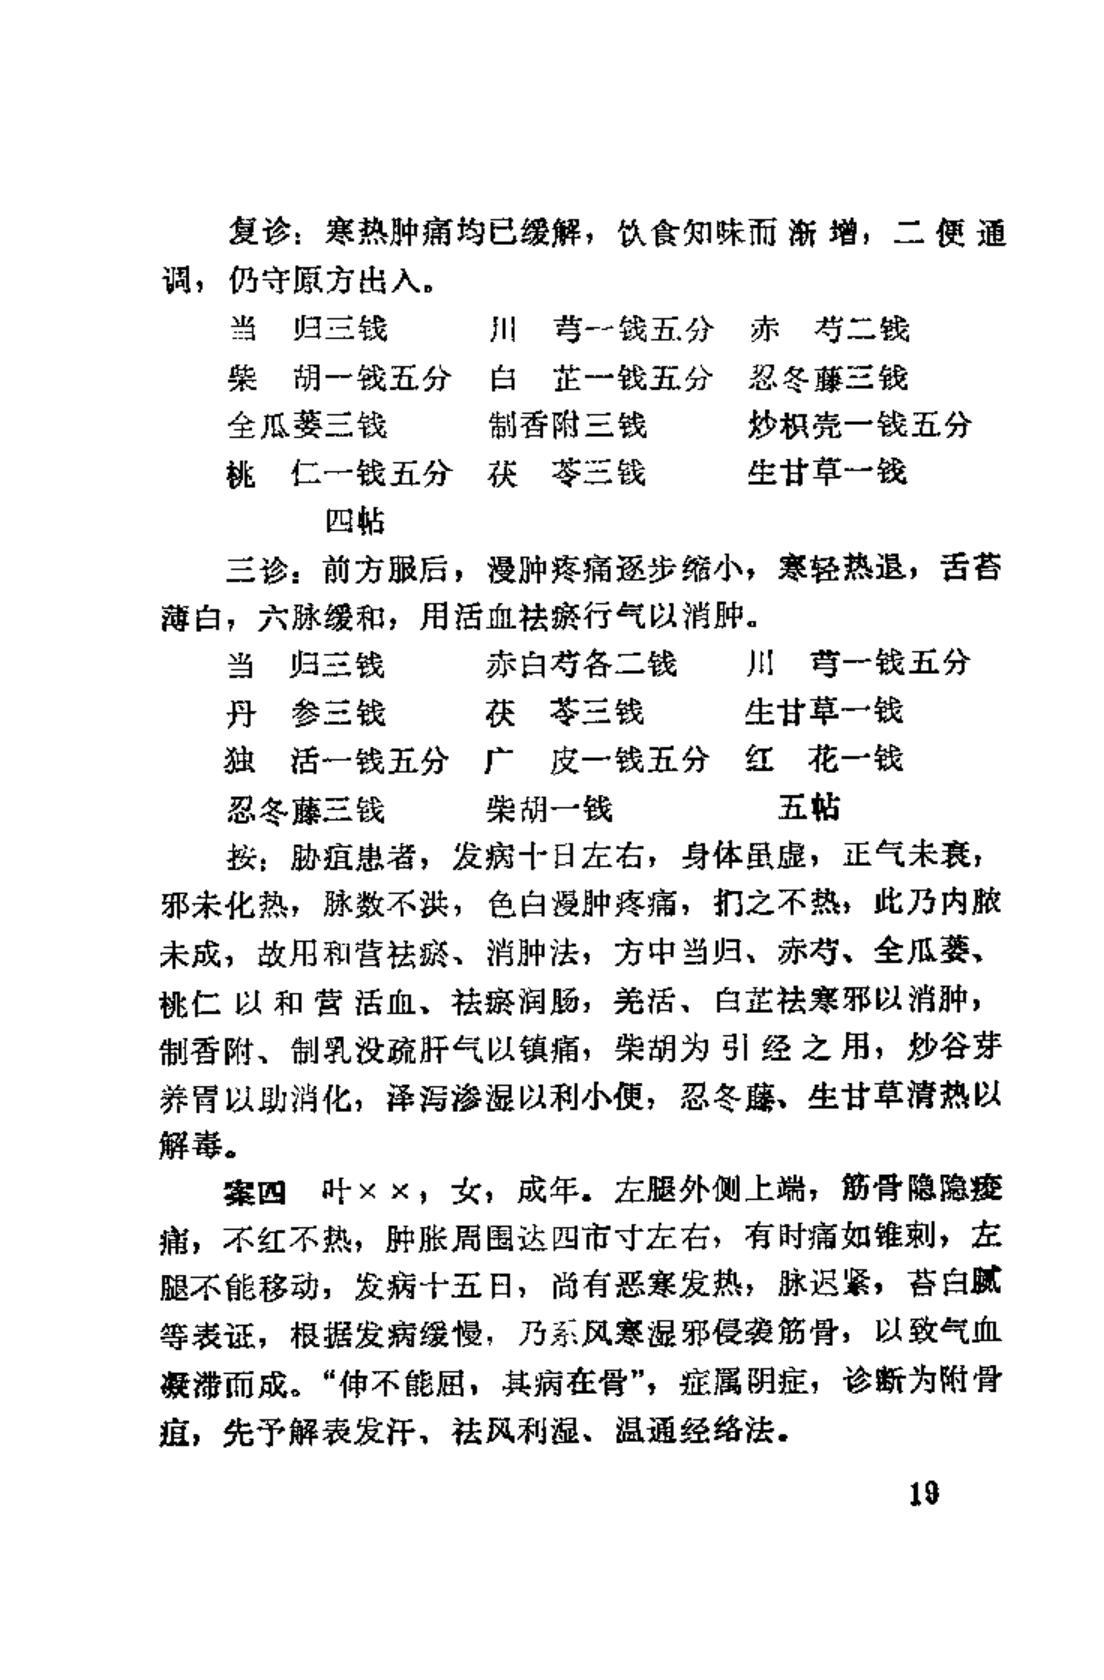 复诊：寒热肿痛均已缓解，饮食知味而渐增，二便通
调，仍守原方出入。
当　归三钱　川　芎一钱五分　赤　芍二钱
柴　胡一钱五分　白　芷一钱五分　忍冬藤三钱
全瓜蒌三钱　制香附三钱　炒枳壳一钱五分
桃　仁一钱五分　茯　苓三钱　生甘草一钱
四帖
三诊：前方服后，漫肿疼痛逐步缩小，寒轻热退，舌苔
薄白，六脉缓和，用活血祛瘀行气以消肿。
当　归三钱　赤白芍各二钱　川　芎一钱五分
丹　参三钱　茯　苓三钱　生甘草一钱
独　活一钱五分　广　皮一钱五分　红　花一钱
忍冬藤三钱　柴胡一钱　五帖
按：胁疽患者，发病十日左右，身体虽虚，正气未衰，
邪未化热，脉数不洪，色白漫肿疼痛，扪之不热，此乃内脓
未成，故用和营祛瘀、消肿法，方中当归、赤芍、全瓜蒌、
桃仁以和营活血、祛瘀润肠，羌活、白芷祛寒邪以消肿，
制香附、制乳没疏肝气以镇痛，柴胡为引经之用，炒谷芽
养胃以助消化，泽泻渗湿以利小便，忍冬藤、生甘草清热以
解毒。
案四　叶××，女，成年。左腿外侧上端，筋骨隐隐痠
痛，不红不热，肿胀周围达四市寸左右，有时痛如锥刺，左
腿不能移动，发病十五日，尚有恶寒发热，脉迟紧，苔白腻
等表证，根据发病缓慢，乃系风寒湿邪侵袭筋骨，以致气血
凝滞而成。“伸不能屈，其病在骨”，症属阴症，诊断为附骨
疽，先予解表发汗、祛风利湿、温通经络法。
19